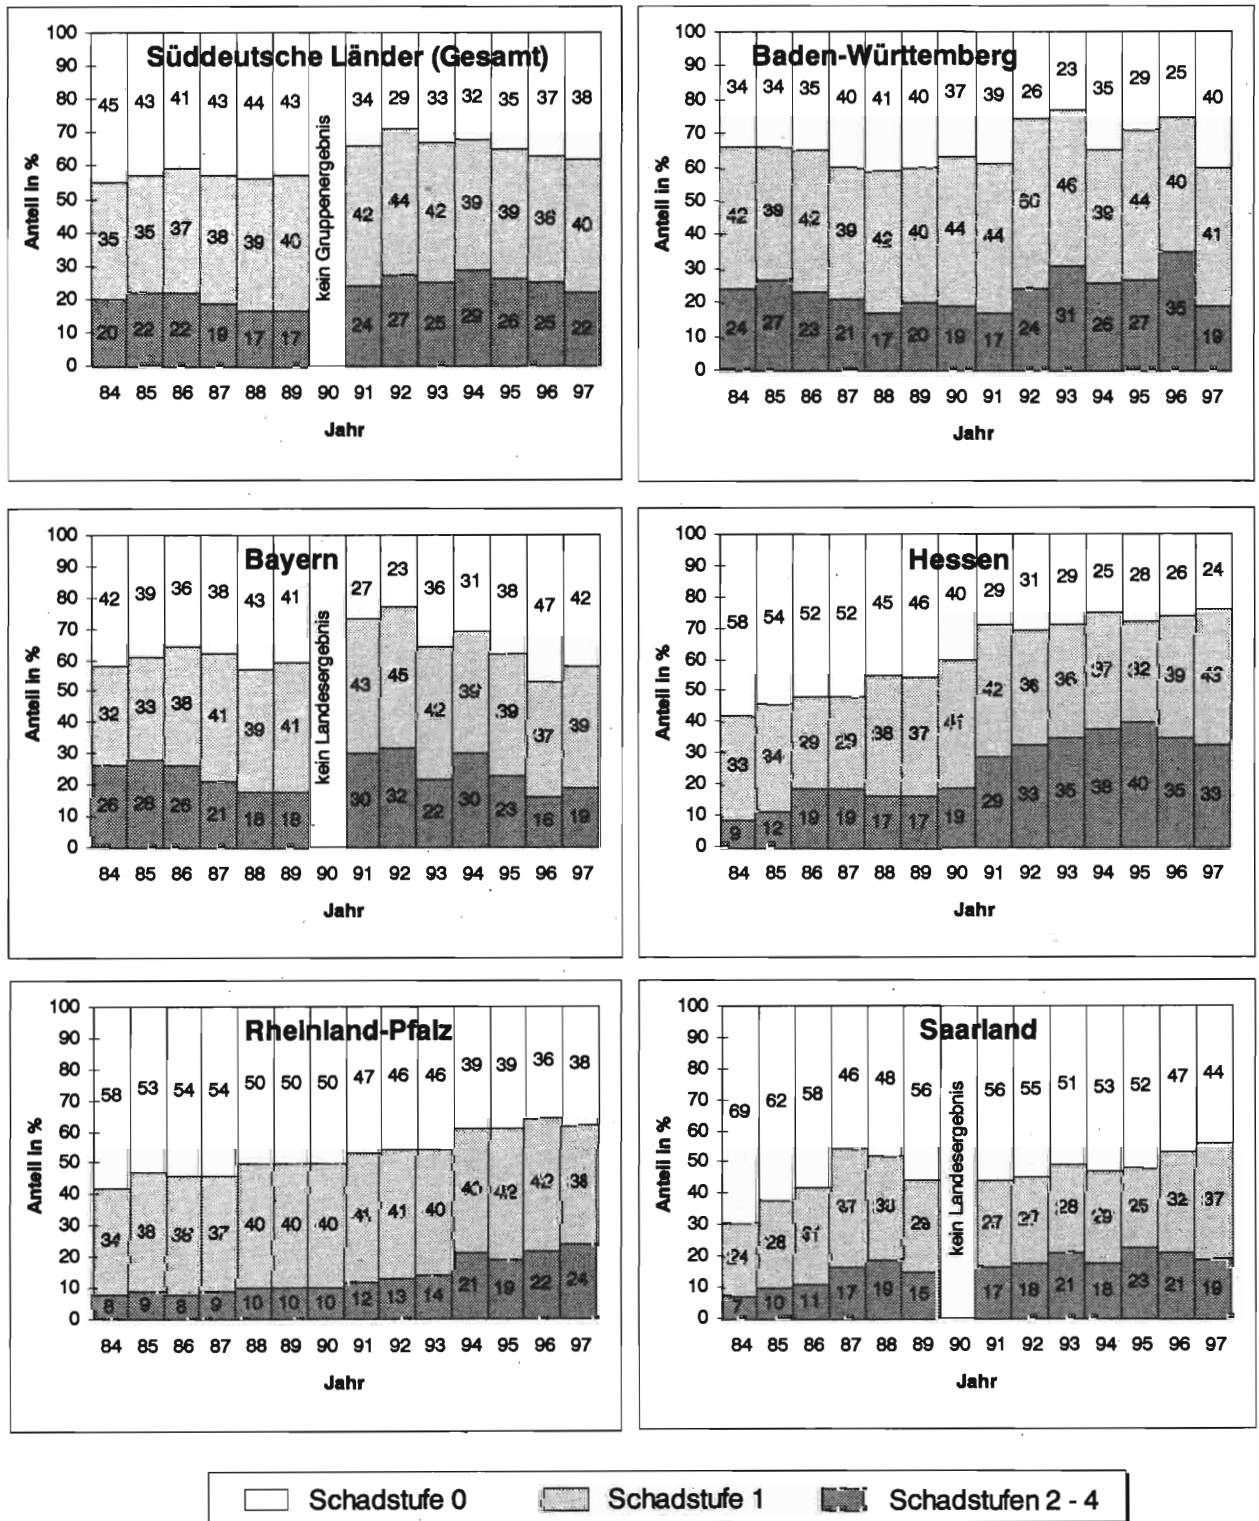 Süddeutsche Länder (Gesamt)
Anteil in %
100
90
80
70
60
50
40
30
20
10
0
45 43 41 43 44 43 34 29 33 32 35 37 38
35 35 37 38 39 40 42 44 42 39 39 38 40
20 22 22 19 17 17 24 27 25 29 26 25 22
kein Gruppenergebnis
84 85 86 87 88 89 90 91 92 93 94 95 96 97
Jahr
Baden-Württemberg
Anteil in %
100
90
80
70
60
50
40
30
20
10
0
34 34 35 40 41 40 37 39 26 23 35 29 25 40
42 39 42 39 42 40 44 44 50 46 39 44 40 41
24 27 23 21 17 20 19 17 24 31 26 27 35 19
84 85 86 87 88 89 90 91 92 93 94 95 96 97
Jahr
Bayern
Anteil in %
100
90
80
70
60
50
40
30
20
10
0
42 39 36 38 43 41 27 23 36 31 38 47 42
32 33 38 41 39 41 43 45 42 39 39 37 39
26 28 26 21 18 18 30 32 22 30 23 16 19
kein Landesergebnis
84 85 86 87 88 89 90 91 92 93 94 95 96 97
Jahr
Hessen
Anteil in %
100
90
80
70
60
50
40
30
20
10
0
58 54 52 52 45 46 40 29 31 29 25 28 26 24
33 34 29 29 38 37 41 42 36 36 37 32 39 43
9 12 19 19 17 17 19 29 33 35 38 40 35 33
84 85 86 87 88 89 90 91 92 93 94 95 96 97
Jahr
Rheinland-Pfalz
Anteil in %
100
90
80
70
60
50
40
30
20
10
0
58 53 54 54 50 50 50 47 46 46 39 39 36 38
34 38 38 37 40 40 40 41 41 40 40 42 42 38
8 9 8 9 10 10 10 12 13 14 21 19 22 24
84 85 86 87 88 89 90 91 92 93 94 95 96 97
Jahr
Saarland
Anteil in %
100
90
80
70
60
50
40
30
20
10
0
69 62 58 46 48 56 56 55 51 53 52 47 44
24 28 31 37 33 29 27 27 28 29 25 32 37
7 10 11 17 19 15 17 18 21 18 23 21 19
kein Landesergebnis
84 85 86 87 88 89 90 91 92 93 94 95 96 97
Jahr
Schadstufe 0 Schadstufe 1 Schadstufen 2 - 4